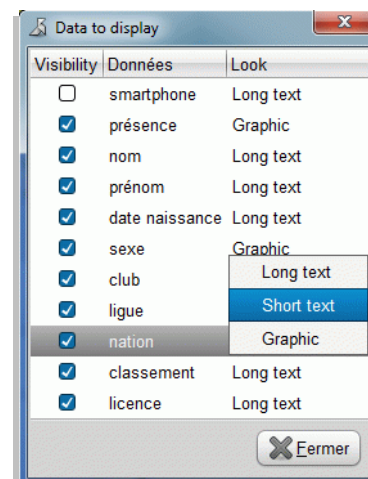 Data to display
Visibility Données Look
smartphone Long text
présence Graphic
nom Long text
prénom Long text
date naissance Long text
sexe Graphic
club Long text
ligue Short text
nation Graphic
classement Long text
licence Long text
Fermer